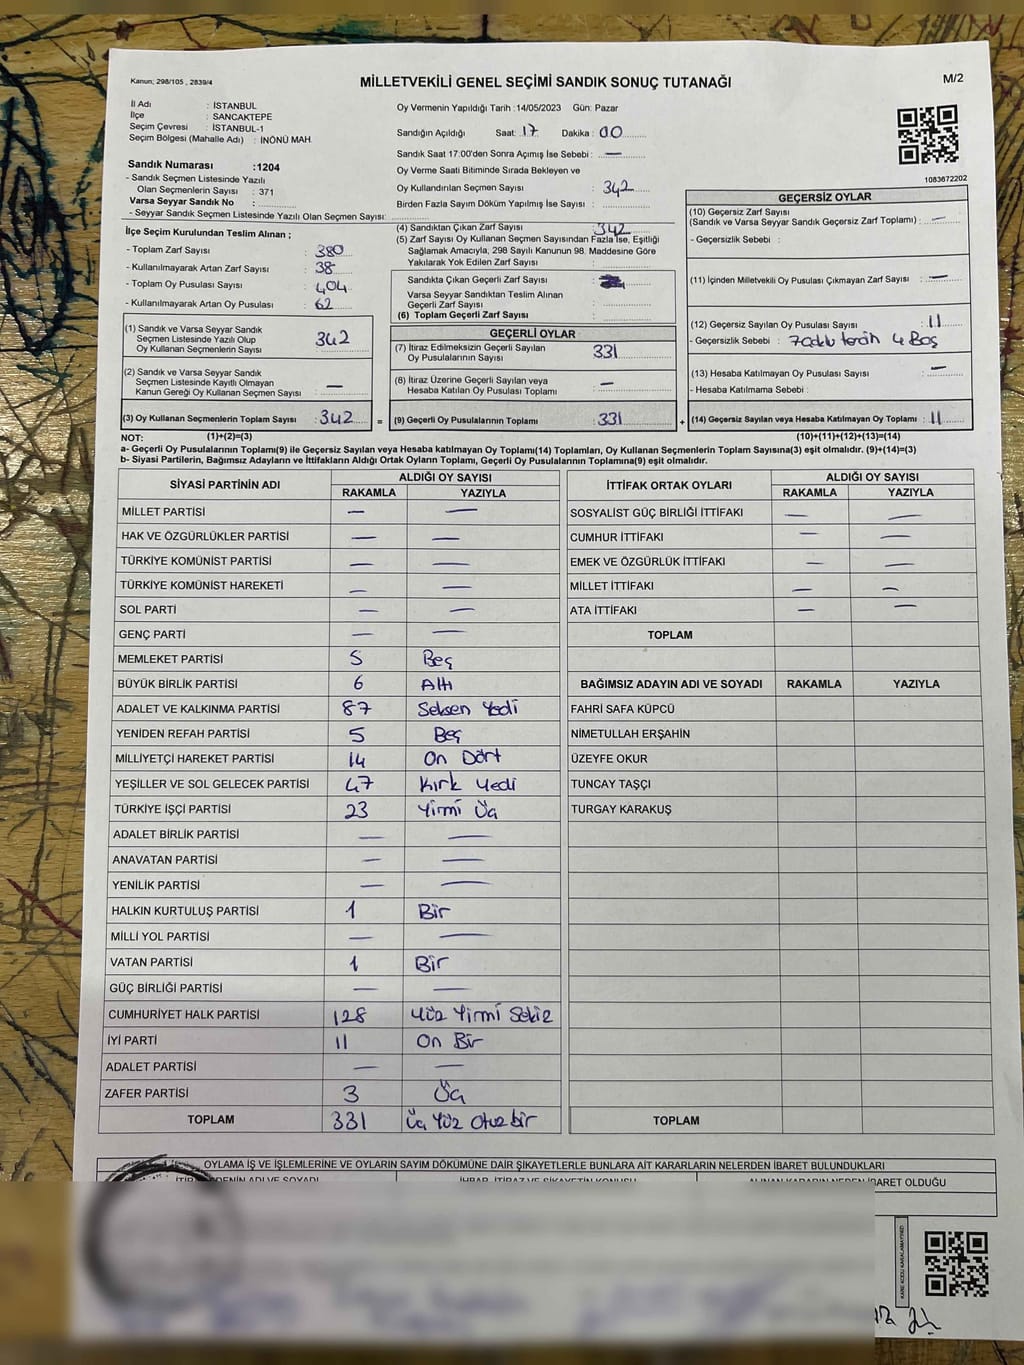 Kanun; 298/105 , 2839/4
MİLLETVEKİLİ GENEL SEÇİMİ SANDIK SONUÇ TUTANAĞI
M/2
İl Adı : İSTANBUL
İlçe : SANCAKTEPE
Seçim Çevresi : İSTANBUL-1
Seçim Bölgesi (Mahalle Adı) : İNÖNÜ MAH.
Sandık Numarası :1204
- Sandık Seçmen Listesinde Yazılı
Olan Seçmenlerin Sayısı : 371
Varsa Seyyar Sandık No :
- Seyyar Sandık Seçmen Listesinde Yazılı Olan Seçmen Sayısı:
Oy Vermenin Yapıldığı Tarih :14/05/2023 Gün: Pazar
Sandığın Açıldığı Saat: 17 Dakika : 00
Sandık Saat 17:00'den Sonra Açımış İse Sebebi : —
Oy Verme Saati Bitiminde Sırada Bekleyen ve
Oy Kullandırılan Seçmen Sayısı : 342
Birden Fazla Sayım Döküm Yapılmış İse Sayısı :
1083672202
İlçe Seçim Kurulundan Teslim Alınan ;
- Toplam Zarf Sayısı : 380
- Kullanılmayarak Artan Zarf Sayısı : 38
- Toplam Oy Pusulası Sayısı : 404
- Kullanılmayarak Artan Oy Pusulası : 62
(1) Sandık ve Varsa Seyyar Sandık
Seçmen Listesinde Yazılı Olup
Oy Kullanan Seçmenlerin Sayısı : 342
(2) Sandık ve Varsa Seyyar Sandık
Seçmen Listesinde Kayıtlı Olmayan
Kanun Gereği Oy Kullanan Seçmen Sayısı : —
(3) Oy Kullanan Seçmenlerin Toplam Sayısı : 342 =
(4) Sandıktan Çıkan Zarf Sayısı : 342
(5) Zarf Sayısı Oy Kullanan Seçmen Sayısından Fazla İse, Eşitliği
Sağlamak Amacıyla, 298 Sayılı Kanunun 98. Maddesine Göre
Yakılarak Yok Edilen Zarf Sayısı :
Sandıkta Çıkan Geçerli Zarf Sayısı :
Varsa Seyyar Sandıktan Teslim Alınan
Geçerli Zarf Sayısı :
(6) Toplam Geçerli Zarf Sayısı :
GEÇERLİ OYLAR
(7) İtiraz Edilmeksizin Geçerli Sayılan
Oy Pusulalarının Sayısı : 331
(8) İtiraz Üzerine Geçerli Sayılan veya
Hesaba Katılan Oy Pusulası Toplamı : —
(9) Geçerli Oy Pusulalarının Toplamı : 331 +
GEÇERSİZ OYLAR
(10) Geçersiz Zarf Sayısı
(Sandık ve Varsa Seyyar Sandık Geçersiz Zarf Toplamı) : —
- Geçersizlik Sebebi :
(11) İçinden Milletvekili Oy Pusulası Çıkmayan Zarf Sayısı : —
(12) Geçersiz Sayılan Oy Pusulası Sayısı : 11
- Geçersizlik Sebebi : 4 Boş
(13) Hesaba Katılmayan Oy Pusulası Sayısı : —
- Hesaba Katılmama Sebebi :
(14) Geçersiz Sayılan veya Hesaba Katılmayan Oy Toplamı : 11
NOT: (1)+(2)=(3) (10)+(11)+(12)+(13)=(14)
a- Geçerli Oy Pusulalarının Toplamı(9) ile Geçersiz Sayılan veya Hesaba katılmayan Oy Toplamı(14) Toplamları, Oy Kullanan Seçmenlerin Toplam Sayısına(3) eşit olmalıdır. (9)+(14)=(3)
b- Siyasi Partilerin, Bağımsız Adayların ve İttifakların Aldığı Ortak Oyların Toplamı, Geçerli Oy Pusulalarının Toplamına(9) eşit olmalıdır.
SİYASİ PARTİNİN ADI ALDIĞI OY SAYISI
RAKAMLA YAZIYLA
MİLLET PARTİSİ — —
HAK VE ÖZGÜRLÜKLER PARTİSİ — —
TÜRKİYE KOMÜNİST PARTİSİ — —
TÜRKİYE KOMÜNİST HAREKETİ — —
SOL PARTİ — —
GENÇ PARTİ — —
MEMLEKET PARTİSİ 5 Beş
BÜYÜK BİRLİK PARTİSİ 6 Altı
ADALET VE KALKINMA PARTİSİ 87 Seksen Yedi
YENİDEN REFAH PARTİSİ 5 Beş
MİLLİYETÇİ HAREKET PARTİSİ 14 On Dört
YEŞİLLER VE SOL GELECEK PARTİSİ 47 Kırk Yedi
TÜRKİYE İŞÇİ PARTİSİ 23 Yirmi Üç
ADALET BİRLİK PARTİSİ — —
ANAVATAN PARTİSİ — —
YENİLİK PARTİSİ — —
HALKIN KURTULUŞ PARTİSİ 1 Bir
MİLLİ YOL PARTİSİ — —
VATAN PARTİSİ 1 Bir
GÜÇ BİRLİĞİ PARTİSİ — —
CUMHURİYET HALK PARTİSİ 128 Yüz Yirmi Sekiz
İYİ PARTİ 11 On Bir
ADALET PARTİSİ — —
ZAFER PARTİSİ 3 Üç
TOPLAM 331 Üç Yüz Otuz bir
İTTİFAK ORTAK OYLARI ALDIĞI OY SAYISI
RAKAMLA YAZIYLA
SOSYALİST GÜÇ BİRLİĞİ İTTİFAKI — —
CUMHUR İTTİFAKI — —
EMEK VE ÖZGÜRLÜK İTTİFAKI — —
MİLLET İTTİFAKI — —
ATA İTTİFAKI — —
TOPLAM
BAĞIMSIZ ADAYIN ADI VE SOYADI RAKAMLA YAZIYLA
FAHRİ SAFA KÜPCÜ
NİMETULLAH ERŞAHİN
ÜZEYFE OKUR
TUNCAY TAŞÇI
TURGAY KARAKUŞ
TOPLAM
OYLAMA İŞ VE İŞLEMLERİNE VE OYLARIN SAYIM DÖKÜMÜNE DAİR ŞİKAYETLERLE BUNLARA AİT KARARLARIN NELERDEN İBARET BULUNDUKLARI
İHBAR, İTİRAZ VE ŞİKAYETİN KONUSU ALINAN KARARIN NEDEN İBARET OLDUĞU
KARE KODU KARALAMAYINIZ!